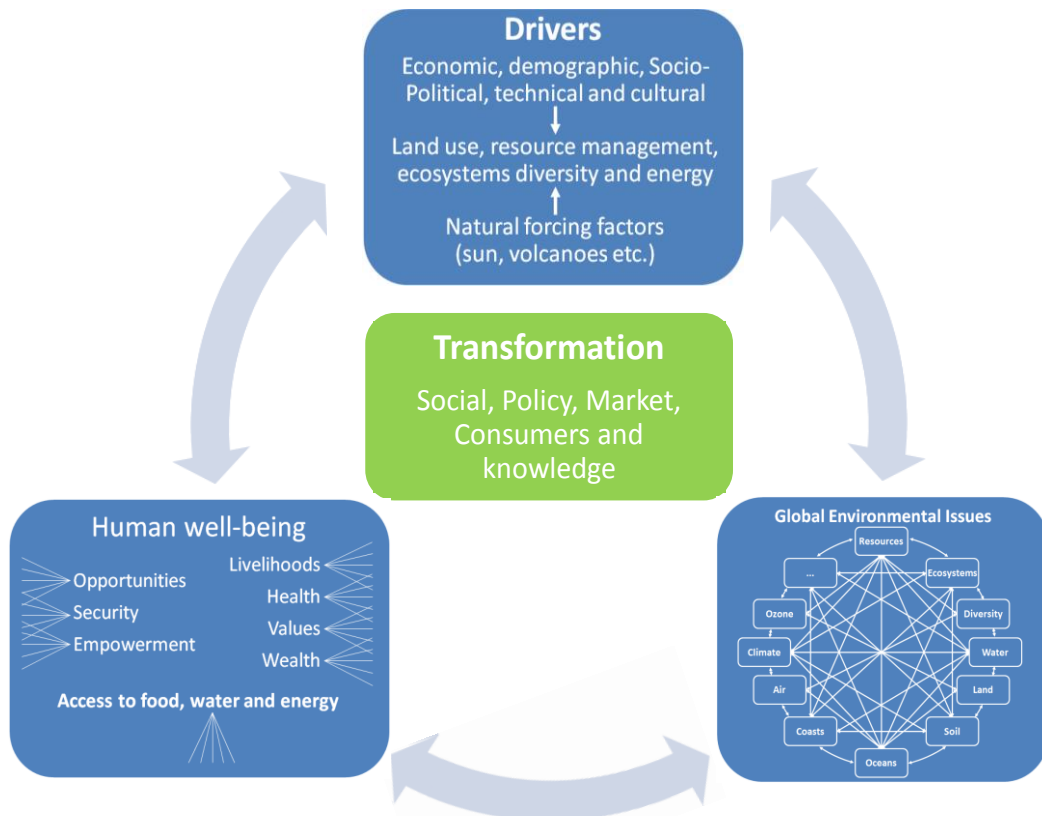 Drivers
Economic, demographic, Socio-
Political, technical and cultural
Land use, resource management,
ecosystems diversity and energy
Natural forcing factors
(sun, volcanoes etc.)
Transformation
Social, Policy, Market,
Consumers and
knowledge
Human well-being
Opportunities
Security
Empowerment
Livelihoods
Health
Values
Wealth
Access to food, water and energy
Global Environmental Issues
Resources
...
Ecosystems
Ozone
Diversity
Climate
Water
Air
Land
Coasts
Soil
Oceans